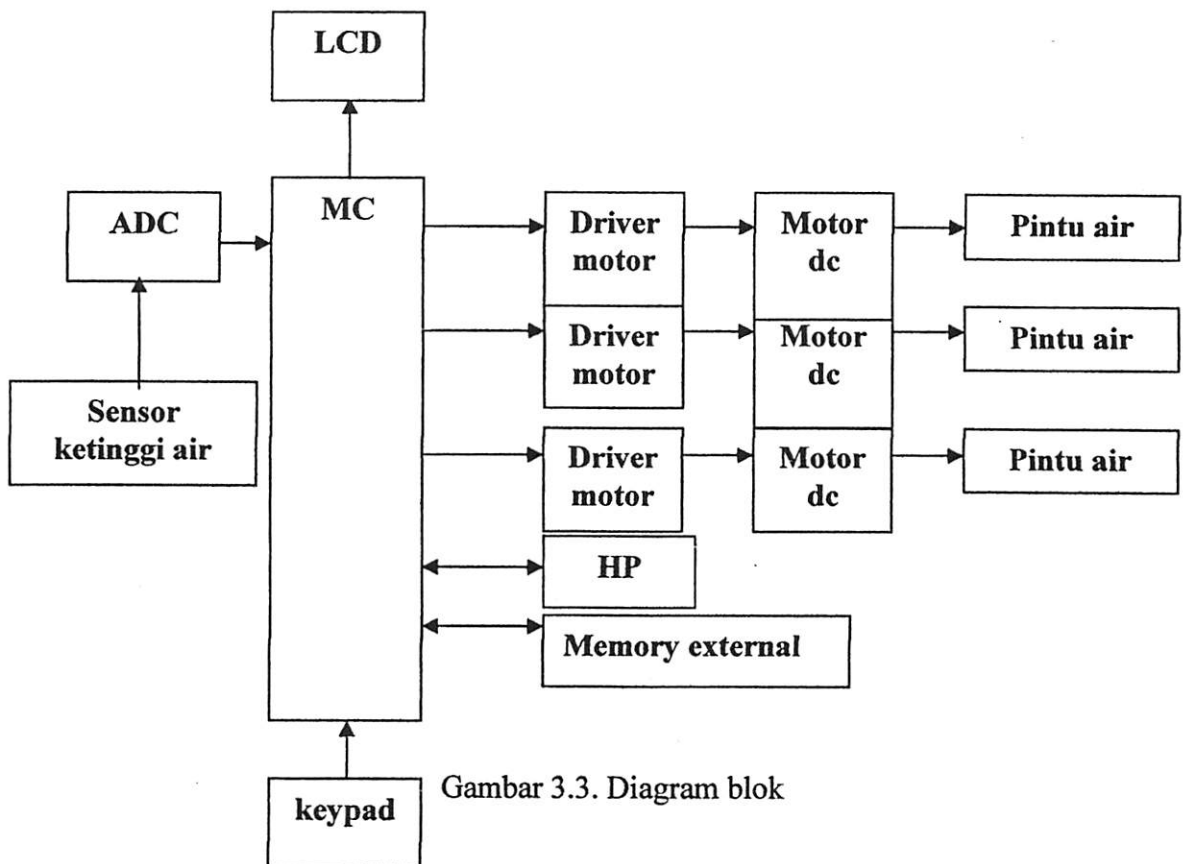 LCD
MC
ADC
Sensor
ketinggi air
Driver
motor
Motor
dc
Pintu air
Driver
motor
Motor
dc
Pintu air
Driver
motor
Motor
dc
Pintu air
HP
Memory external
keypad
Gambar 3.3. Diagram blok